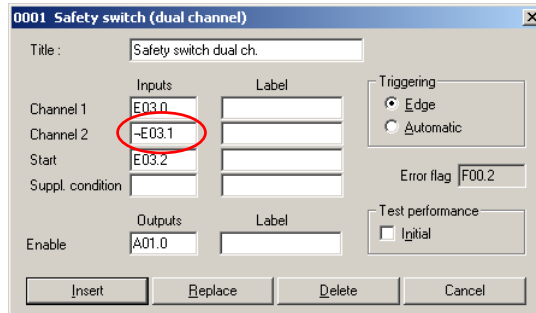 0001 Safety switch (dual channel)
Title : Safety switch dual ch.
Inputs Label Triggering
Channel 1 E03.0 Edge
Channel 2 ¬E03.1 Automatic
Start E03.2
Suppl. condition Error flag F00.2
Outputs Label Test performance
Enable A01.0 Initial
Insert Replace Delete Cancel